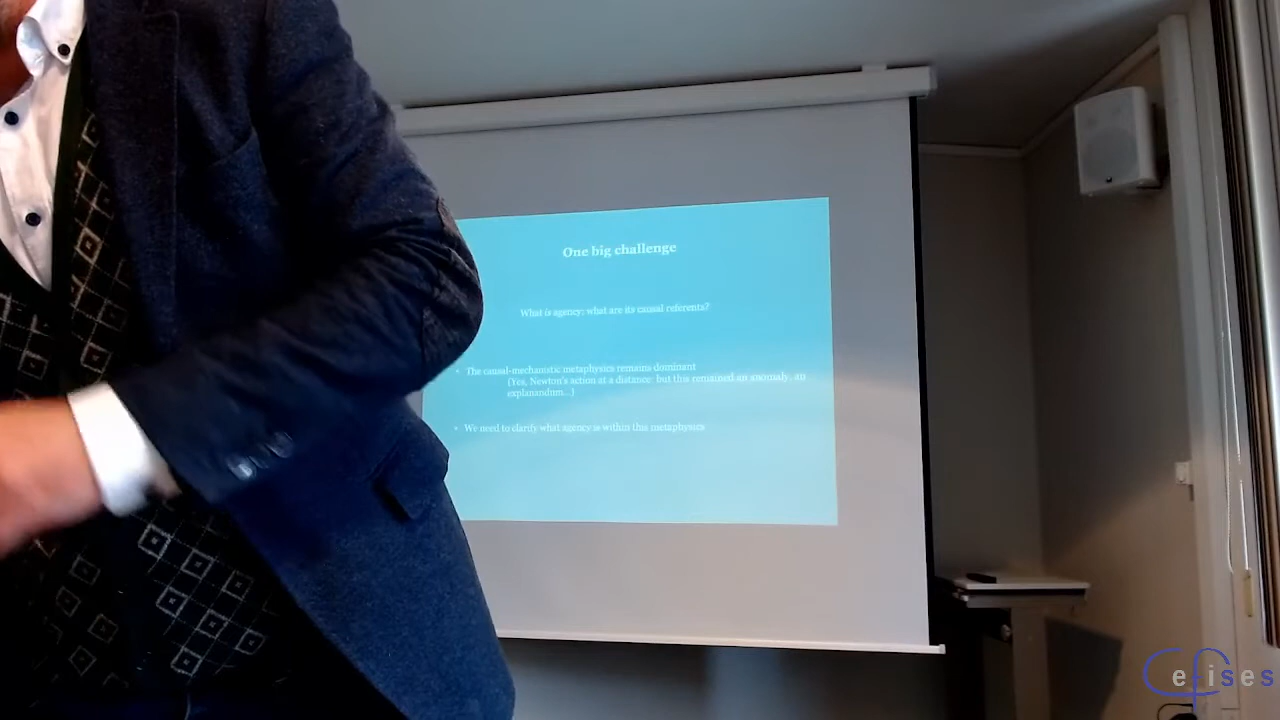 One big challenge
What is agency; what are its causal referents?
• The causal-mechanistic metaphysics remains dominant
(Yes, Newton's action at a distance- but this remained an anomaly, an
explanandum...)
• We need to clarify what agency is within this metaphysics
efises